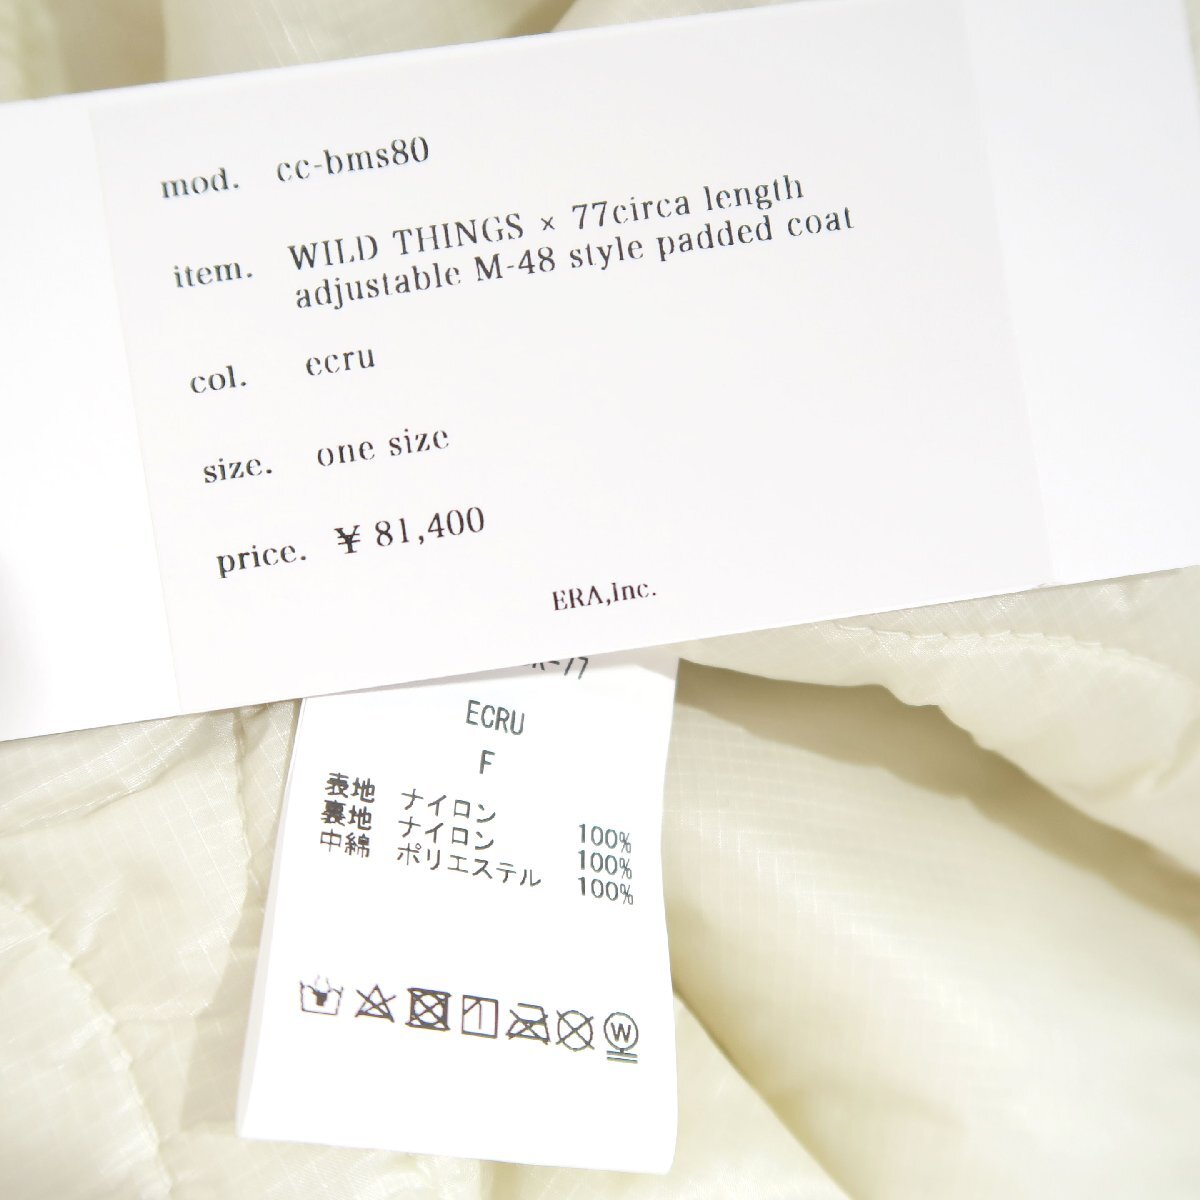 mod. cc-bms80
item. WILD THINGS × 77circa length
adjustable M-48 style padded coat
col. ecru
size. one size
price. ¥ 81,400
ERA,inc.
ECRU
F
表地 ナイロン 100%
裏地 ナイロン 100%
中綿 ポリエステル 100%
W